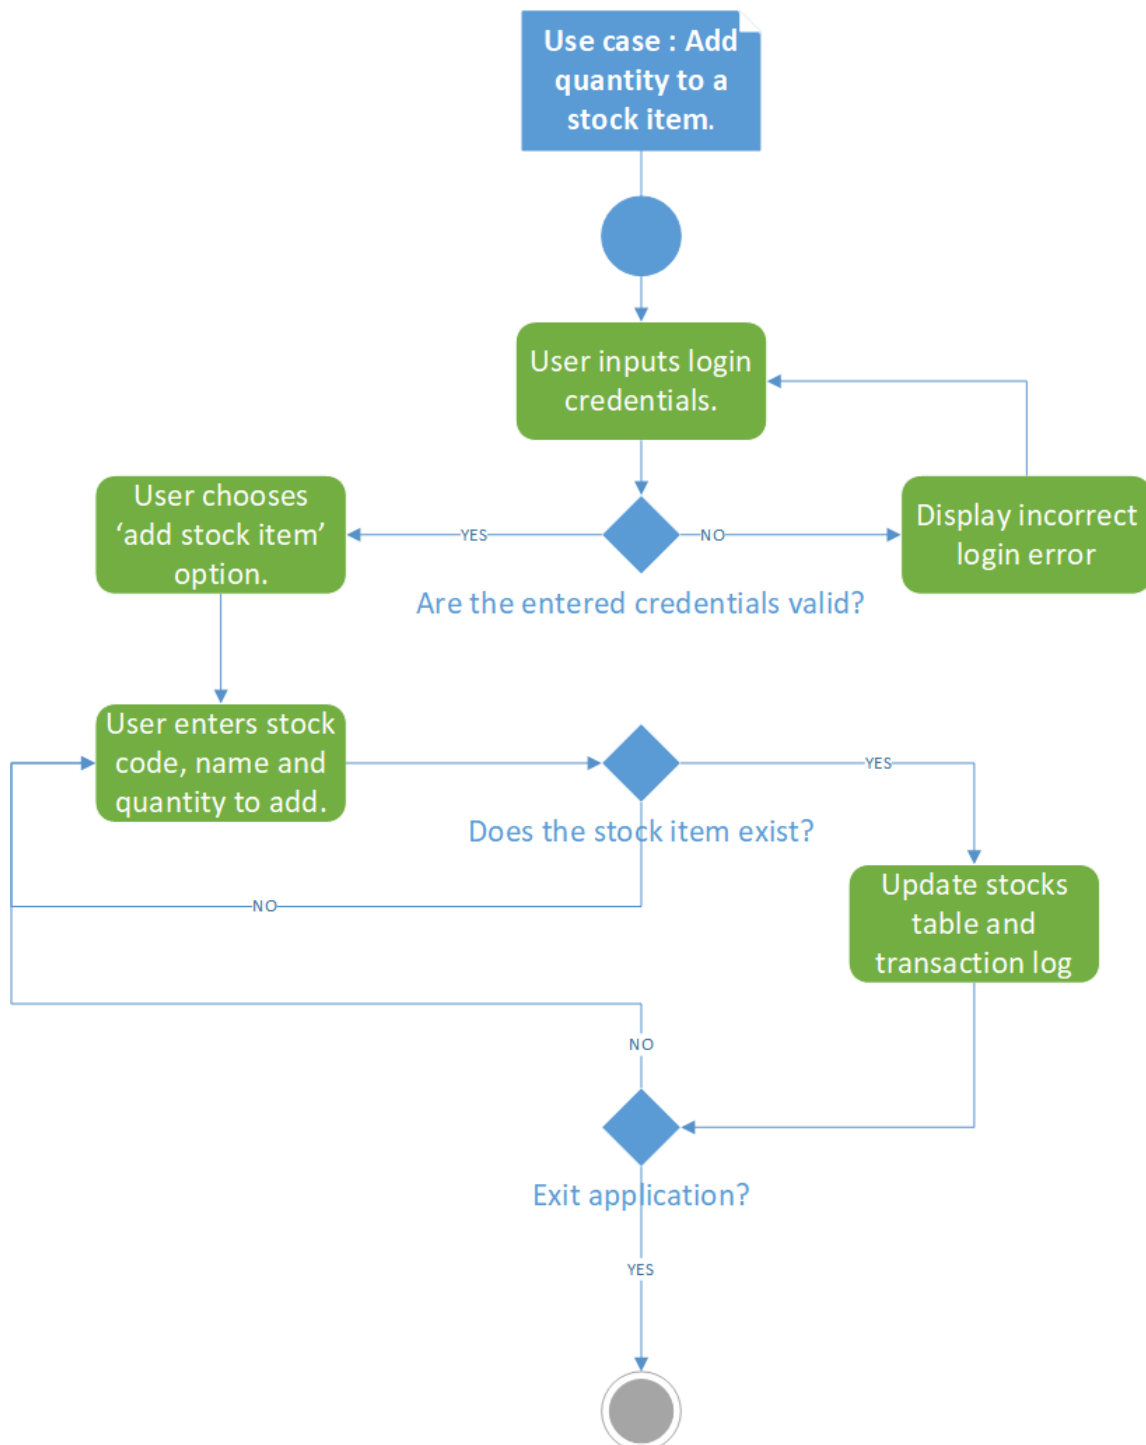 Use case : Add
quantity to a
stock item.
User inputs login
credentials.
User chooses
‘add stock item’
option.
YES
NO
Display incorrect
login error
Are the entered credentials valid?
User enters stock
code, name and
quantity to add.
YES
Does the stock item exist?
NO
Update stocks
table and
transaction log
NO
Exit application?
YES